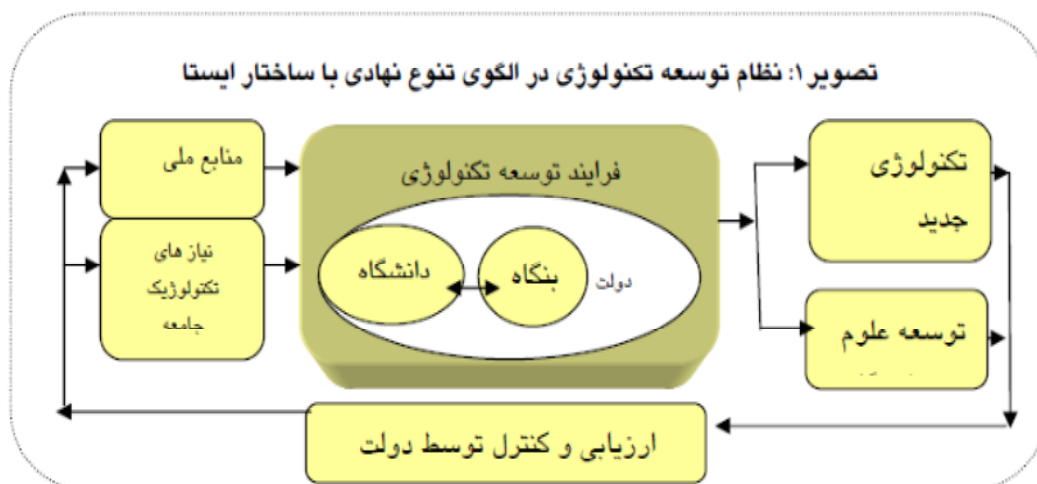 تصویر ۱: نظام توسعه تکنولوژی در الگوی تنوع نهادی با ساختار ایستا
منابع ملی
نیاز های
تکنولوژیک
جامعه
فرایند توسعه تکنولوژی
دانشگاه
بنگاه
دولت
تکنولوژی
جدید
توسعه علوم
ارزیابی و کنترل توسط دولت